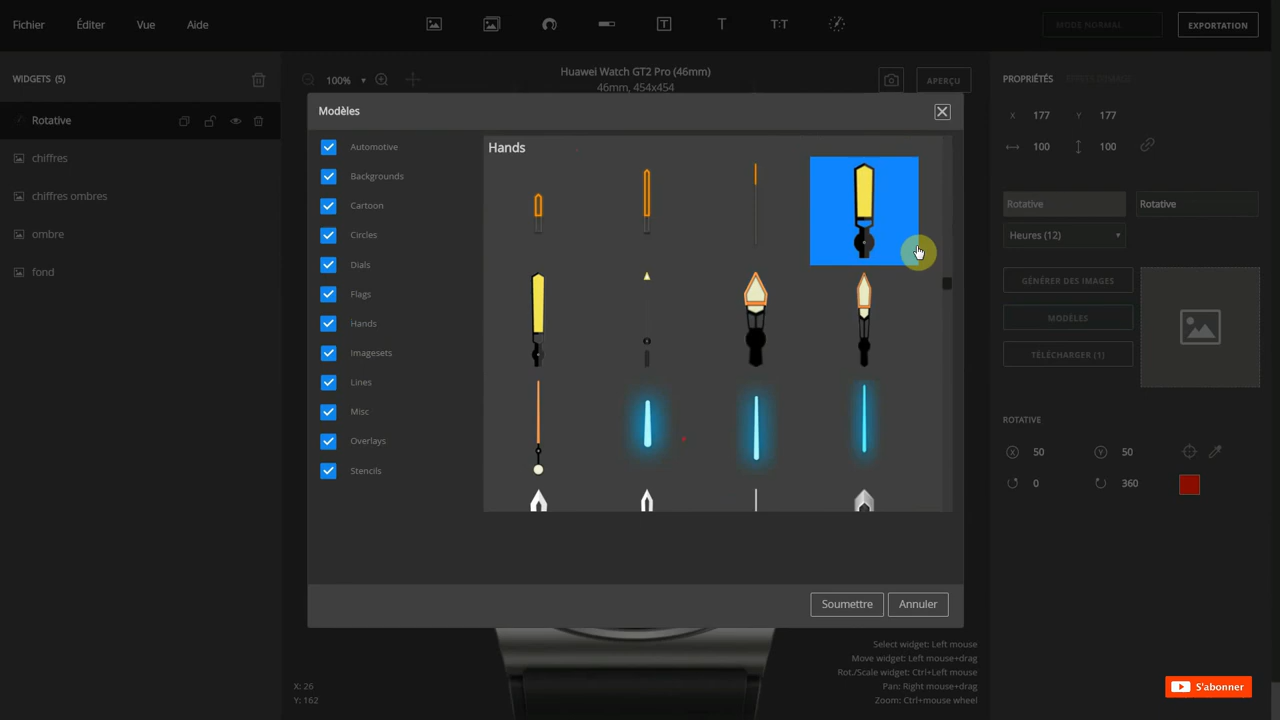 Fichier
Éditer
Vue
Aide
T
T
T:T
MODE NORMAL
EXPORTATION
WIDGETS (5)
100%
Huawei Watch GT2 Pro (46mm)
46mm, 454x454
APERÇU
PROPRIÉTÉS
Rotative
chiffres
chiffres ombres
ombre
fond
Modèles
Automotive
Backgrounds
Cartoon
Circles
Dials
Flags
Hands
Imagesets
Lines
Misc
Overlays
Stencils
Hands
Soumettre
Annuler
X 177
Y 177
100
100
Rotative
Rotative
Heures (12)
GÉNÉRER DES IMAGES
MODÈLES
TÉLÉCHARGER (1)
ROTATIVE
X 50
Y 50
0
360
X: 26
Y: 162
Select widget: Left mouse
Move widget: Left mouse+drag
Rot./Scale widget: Ctrl+Left mouse
Pan: Right mouse+drag
Zoom: Ctrl+mouse wheel
S'abonner